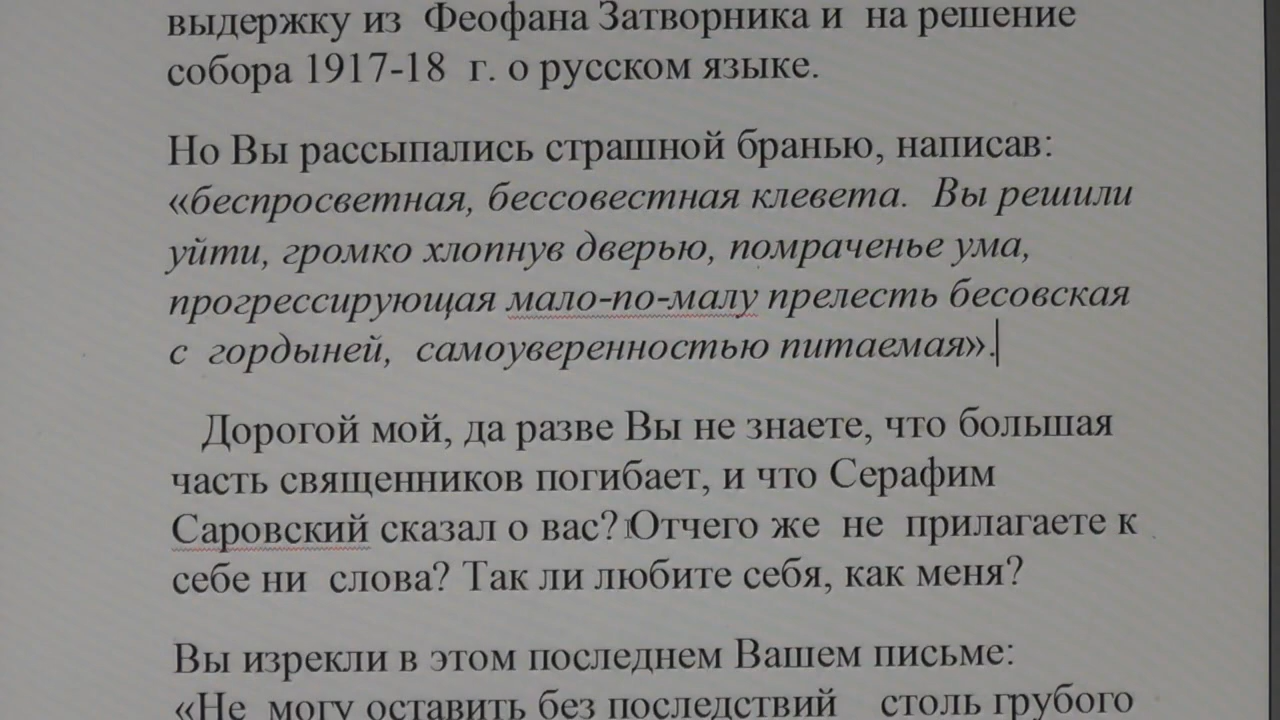 выдержку из Феофана Затворника и на решение
собора 1917-18 г. о русском языке.
Но Вы рассыпались страшной бранью, написав:
«беспросветная, бессовестная клевета. Вы решили
уйти, громко хлопнув дверью, помраченье ума,
прогрессирующая мало-по-малу прелесть бесовская
с гордыней, самоуверенностью питаемая».
Дорогой мой, да разве Вы не знаете, что большая
часть священников погибает, и что Серафим
Саровский сказал о вас? Отчего же не прилагаете к
себе ни слова? Так ли любите себя, как меня?
Вы изрекли в этом последнем Вашем письме:
«Не могу оставить без последствий столь грубого